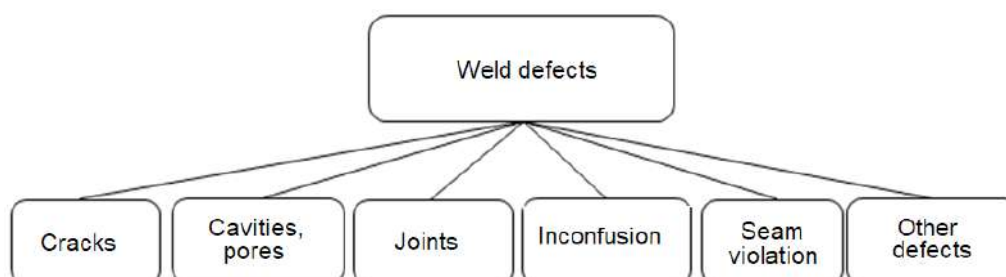 Weld defects
Cracks
Cavities,
pores
Joints
Inconfusion
Seam
violation
Other
defects